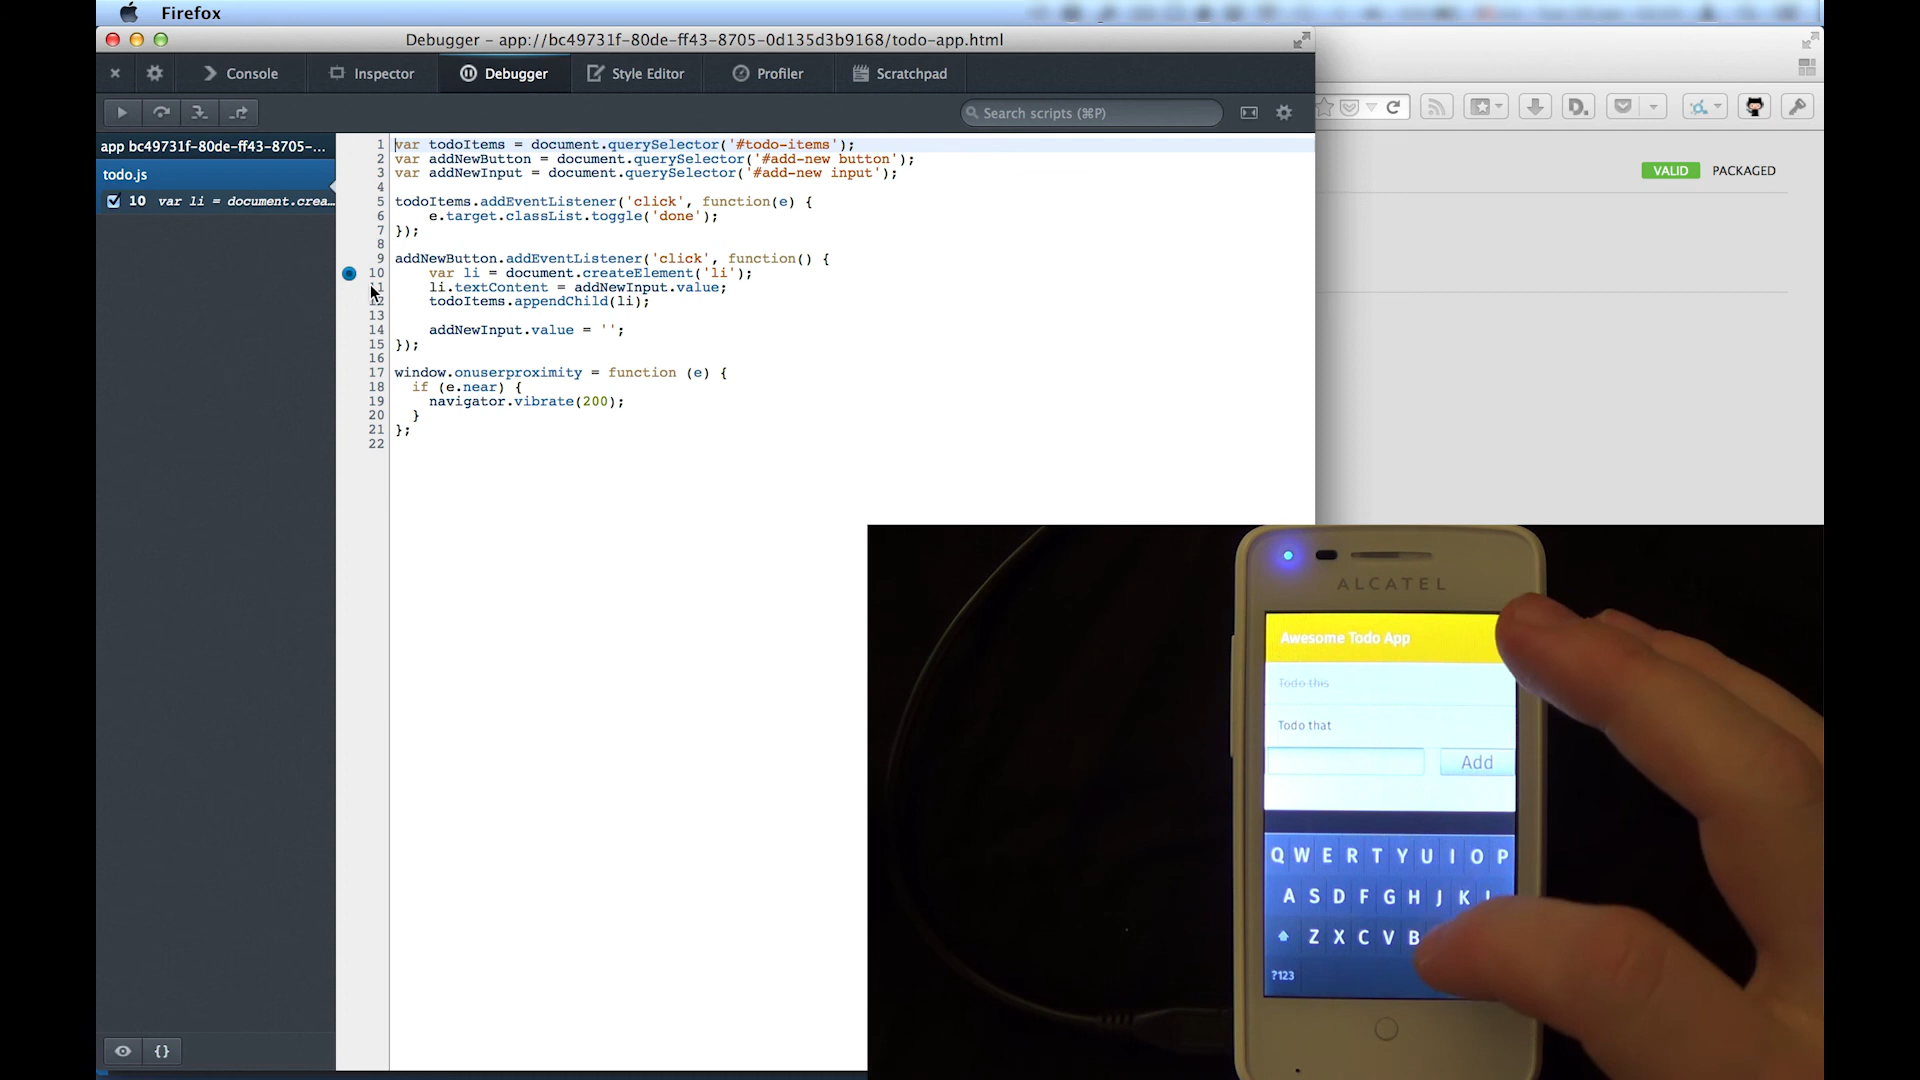 Firefox
Debugger - app://bc49731f-80de-ff43-8705-0d135d3b9168/todo-app.html
Console
Inspector
Debugger
Style Editor
Profiler
Scratchpad
Search scripts (⌘P)
app bc49731f-80de-ff43-8705-...
todo.js
10 var li = document.crea...
1 var todoItems = document.querySelector('#todo-items');
2 var addNewButton = document.querySelector('#add-new button');
3 var addNewInput = document.querySelector('#add-new input');
4
5 todoItems.addEventListener('click', function(e) {
6 e.target.classList.toggle('done');
7 });
8
9 addNewButton.addEventListener('click', function() {
10 var li = document.createElement('li');
11 li.textContent = addNewInput.value;
12 todoItems.appendChild(li);
13
14 addNewInput.value = '';
15 });
16
17 window.onuserproximity = function (e) {
18 if (e.near) {
19 navigator.vibrate(200);
20 }
21 };
22
{}
D.
VALID PACKAGED
ALCATEL
Awesome Todo App
Todo this
Todo that
Add
Q W E R T Y U I O P
A S D F G H J K L
Z X C V B
?123